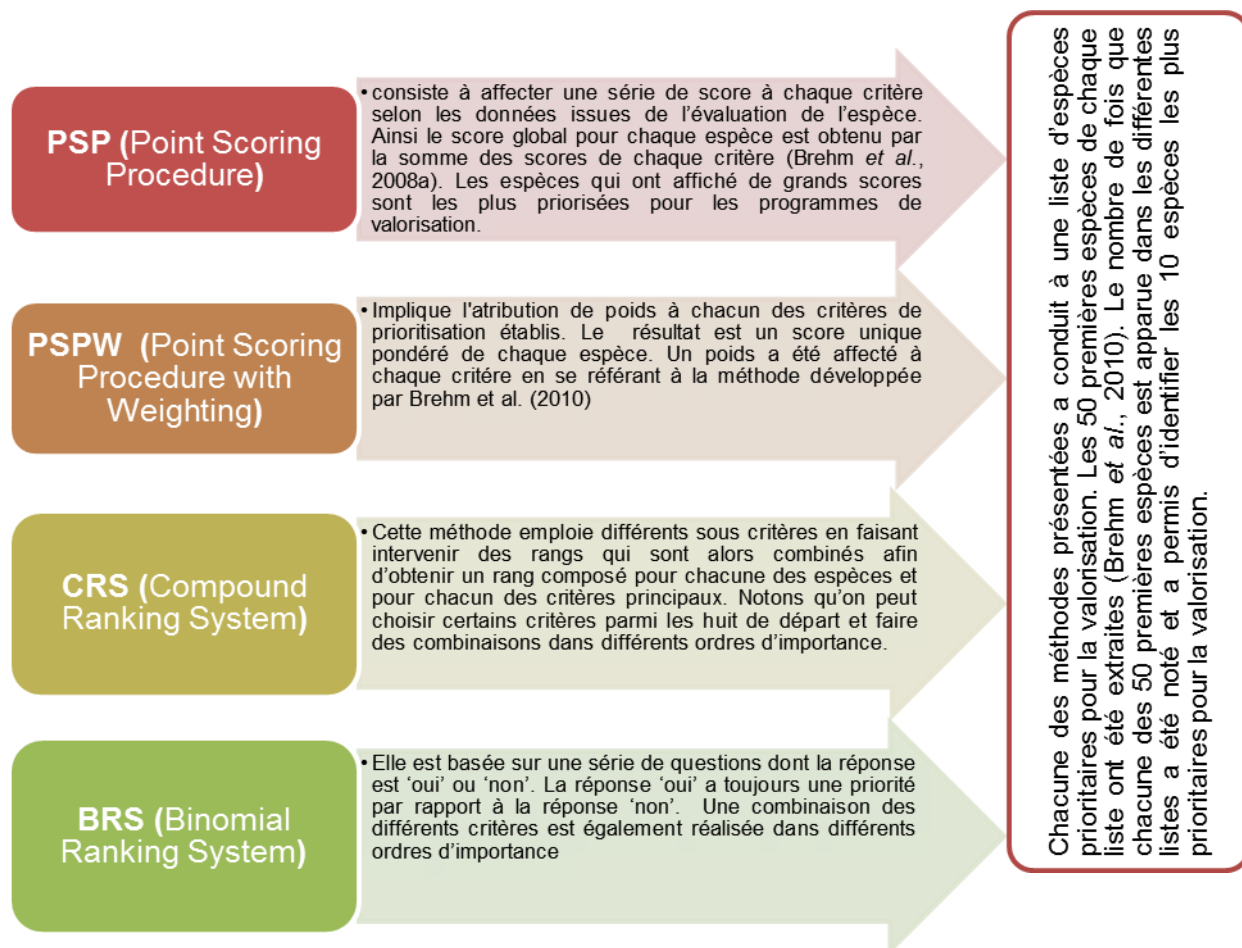 PSP (Point Scoring
Procedure)
• consiste à affecter une série de score à chaque critère
selon les données issues de l'évaluation de l'espèce.
Ainsi le score global pour chaque espèce est obtenu par
la somme des scores de chaque critère (Brehm et al.,
2008a). Les espèces qui ont affiché de grands scores
sont les plus priorisées pour les programmes de
valorisation.
PSPW (Point Scoring
Procedure with
Weighting)
• Implique l'atribution de poids à chacun des critères de
prioritisation établis. Le résultat est un score unique
pondéré de chaque espèce. Un poids a été affecté à
chaque critére en se référant à la méthode développée
par Brehm et al. (2010)
CRS (Compound
Ranking System)
• Cette méthode emploie différents sous critères en faisant
intervenir des rangs qui sont alors combinés afin
d'obtenir un rang composé pour chacune des espèces et
pour chacun des critères principaux. Notons qu'on peut
choisir certains critères parmi les huit de départ et faire
des combinaisons dans différents ordres d'importance.
BRS (Binomial
Ranking System)
• Elle est basée sur une série de questions dont la réponse
est 'oui' ou 'non'. La réponse 'oui' a toujours une priorité
par rapport à la réponse 'non'. Une combinaison des
différents critères est également réalisée dans différents
ordres d'importance
Chacune des méthodes présentées a conduit à une liste d'espèces
prioritaires pour la valorisation. Les 50 premières espèces de chaque
liste ont été extraites (Brehm et al., 2010). Le nombre de fois que
chacune des 50 premières espèces est apparue dans les différentes
listes a été noté et a permis d'identifier les 10 espèces les plus
prioritaires pour la valorisation.